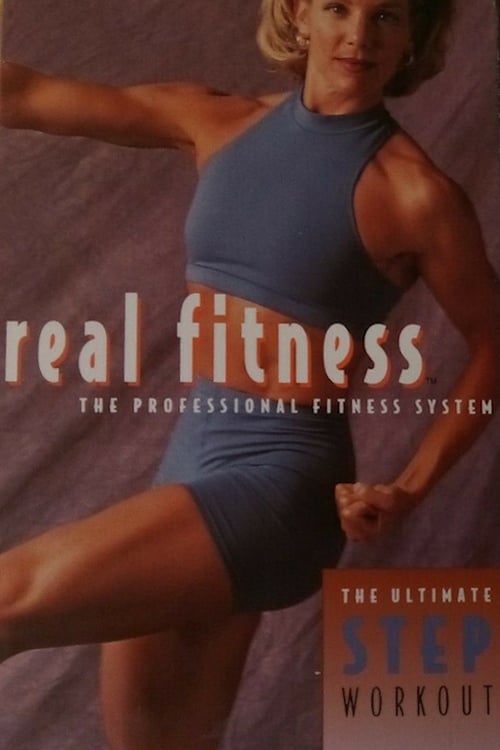 real fitness™
THE PROFESSIONAL FITNESS SYSTEM
THE ULTIMATE
STEP
WORKOUT